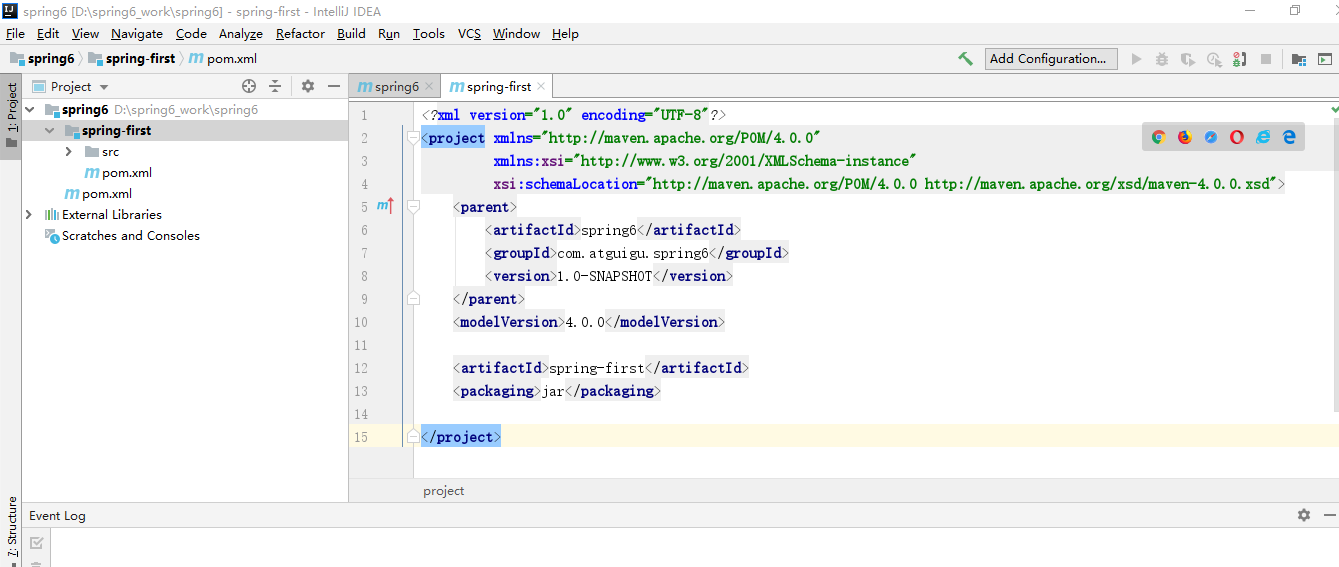 spring6 [D:\spring6_work\spring6] - spring-first - IntelliJ IDEA
File Edit View Navigate Code Analyze Refactor Build Run Tools VCS Window Help
spring6 spring-first pom.xml Add Configuration...
1: Project
Project
spring6 D:\spring6_work\spring6
spring-first
src
pom.xml
pom.xml
External Libraries
Scratches and Consoles
spring6 spring-first
1 <?xml version="1.0" encoding="UTF-8"?>
2 <project xmlns="http://maven.apache.org/POM/4.0.0"
3 xmlns:xsi="http://www.w3.org/2001/XMLSchema-instance"
4 xsi:schemaLocation="http://maven.apache.org/POM/4.0.0 http://maven.apache.org/xsd/maven-4.0.0.xsd">
5 <parent>
6 <artifactId>spring6</artifactId>
7 <groupId>com.atguigu.spring6</groupId>
8 <version>1.0-SNAPSHOT</version>
9 </parent>
10 <modelVersion>4.0.0</modelVersion>
11
12 <artifactId>spring-first</artifactId>
13 <packaging>jar</packaging>
14
15 </project>
project
7: Structure
Event Log